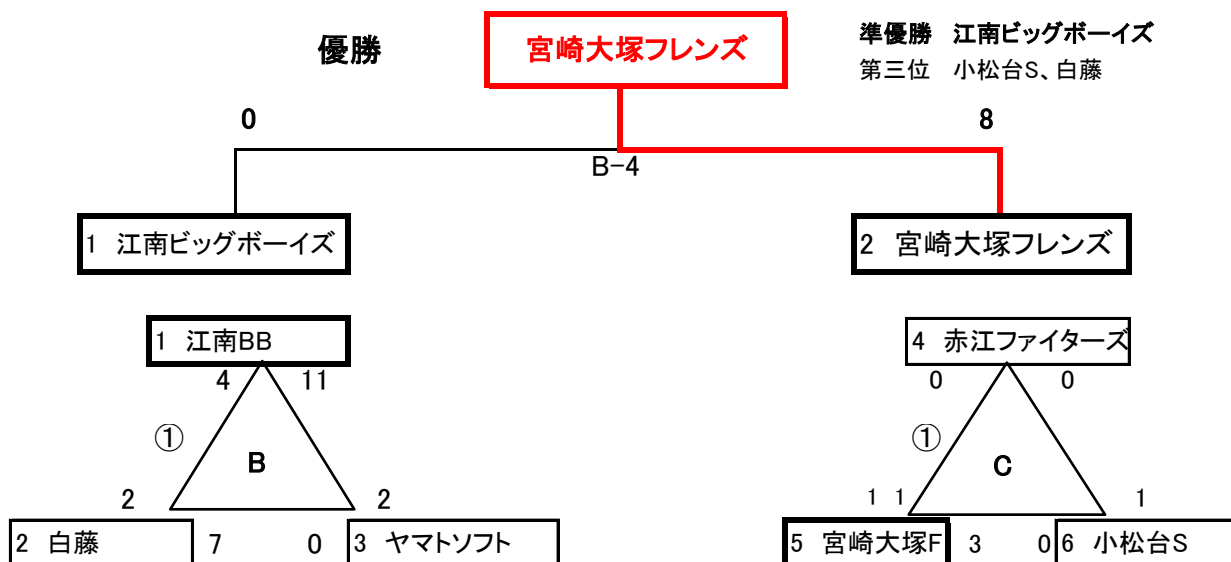 優勝 宮崎大塚フレンズ 準優勝 江南ビッグボーイズ
第三位 小松台S、白藤
0 8
B-4
1 江南ビッグボーイズ 2 宮崎大塚フレンズ
1 江南BB 4 赤江ファイターズ
4 11 0 0
① ①
B C
2 2 1 1 1
2 白藤 7 0 3 ヤマトソフト 5 宮崎大塚F 3 0 6 小松台S